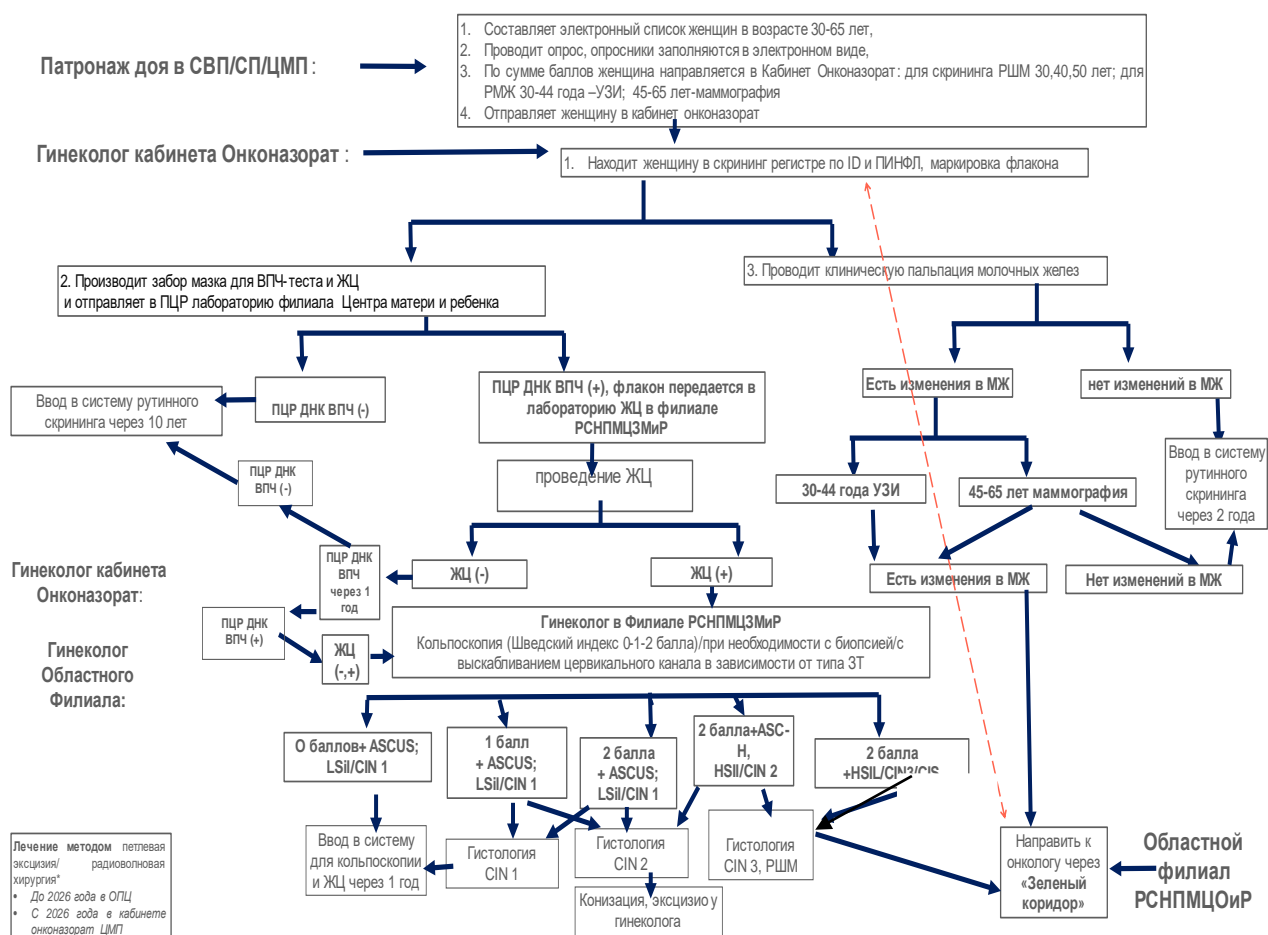 Патронаж доя в СВП/СП/ЦМП :
1. Составляет электронный список женщин в возрасте 30-65 лет,
2. Проводит опрос, опросники заполняются в электронном виде,
3. По сумме баллов женщина направляется в Кабинет Онконазорат: для скрининга РШМ 30,40,50 лет; для
РМЖ 30-44 года –УЗИ; 45-65 лет-маммография
4. Отправляет женщину в кабинет онконазорат
Гинеколог кабинета Онконазорат :
1. Находит женщину в скрининг регистре по ID и ПИНФЛ, маркировка флакона
2. Производит забор мазка для ВПЧ-теста и ЖЦ
и отправляет в ПЦР лабораторию филиала Центра матери и ребенка
3. Проводит клиническую пальпация молочных желез
Ввод в систему рутинного
скрининга через 10 лет
ПЦР ДНК ВПЧ (-)
ПЦР ДНК ВПЧ (+), флакон передается в
лабораторию ЖЦ в филиале
РСНПМЦЗМиР
Есть изменения в МЖ
нет изменений в МЖ
ПЦР ДНК
ВПЧ (-)
проведение ЖЦ
30-44 года УЗИ
45-65 лет маммография
Ввод в систему
рутинного
скрининга
через 2 года
Гинеколог кабинета
Онконазорат:
ПЦР ДНК
ВПЧ
через 1
год
ЖЦ (-)
ЖЦ (+)
Есть изменения в МЖ
Нет изменений в МЖ
ПЦР ДНК
ВПЧ (+)
Гинеколог
Областного
Филиала:
ЖЦ
(-,+)
Гинеколог в Филиале РСНПМЦЗМиР
Кольпоскопия (Шведский индекс 0-1-2 балла)/при необходимости с биопсией/с
выскабливанием цервикального канала в зависимости от типа ЗТ
О баллов+ ASCUS;
LSil/CIN 1
1 балл
+ ASCUS;
LSil/CIN 1
2 балла
+ ASCUS;
LSil/CIN 1
2 балла+ASC-
H,
HSIl/CIN 2
2 балла
+HSIL/CIN3/CIS
Ввод в систему
для кольпоскопии
и ЖЦ через 1 год
Гистология
CIN 1
Гистология
CIN 2
Гистология
CIN 3, РШМ
Конизация, эксцизио у
гинеколога
Направить к
онкологу через
«Зеленый
коридор»
Областной
филиал
РСНПМЦОиР
Лечение методом петлевая
эксцизия/ радиоволновая
хирургия*
• До 2026 года в ОПЦ
• С 2026 года в кабинете
онконазорат ЦМП